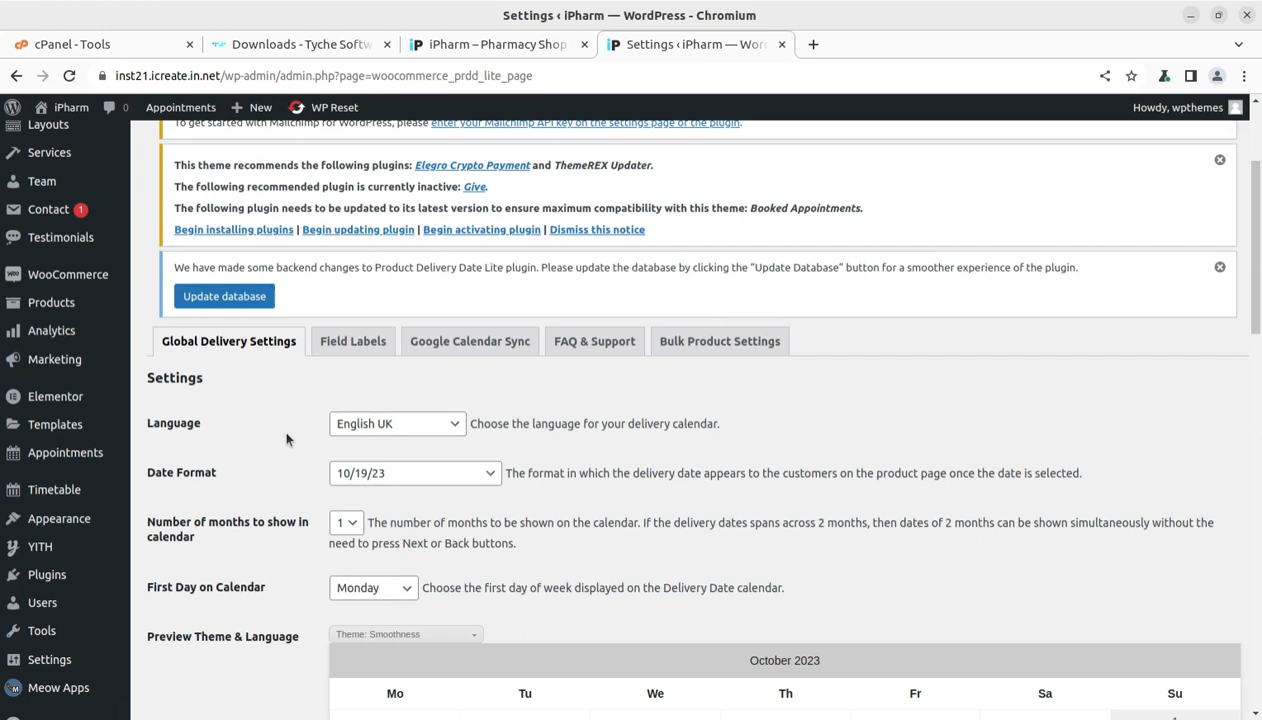 Settings ‹ iPharm — WordPress - Chromium
cPanel - Tools
Downloads - Tyche Softw
iPharm – Pharmacy Shop
Settings ‹ iPharm — Wor
inst21.icreate.in.net/wp-admin/admin.php?page=woocommerce_prdd_lite_page
iPharm 0 Appointments New WP Reset Howdy, wpthemes
Layouts
Services
Team
Contact 1
Testimonials
WooCommerce
Products
Analytics
Marketing
Elementor
Templates
Appointments
Timetable
Appearance
YITH
Plugins
Users
Tools
Settings
Meow Apps
To get started with Mailchimp for WordPress, please enter your Mailchimp API key on the settings page of the plugin.
This theme recommends the following plugins: Elegro Crypto Payment and ThemeREX Updater.
The following recommended plugin is currently inactive: Give.
The following plugin needs to be updated to its latest version to ensure maximum compatibility with this theme: Booked Appointments.
Begin installing plugins | Begin updating plugin | Begin activating plugin | Dismiss this notice
We have made some backend changes to Product Delivery Date Lite plugin. Please update the database by clicking the “Update Database” button for a smoother experience of the plugin.
Update database
Global Delivery Settings Field Labels Google Calendar Sync FAQ & Support Bulk Product Settings
Settings
Language English UK Choose the language for your delivery calendar.
Date Format 10/19/23 The format in which the delivery date appears to the customers on the product page once the date is selected.
Number of months to show in calendar
1 The number of months to be shown on the calendar. If the delivery dates spans across 2 months, then dates of 2 months can be shown simultaneously without the
need to press Next or Back buttons.
First Day on Calendar Monday Choose the first day of week displayed on the Delivery Date calendar.
Preview Theme & Language Theme: Smoothness
October 2023
Mo Tu We Th Fr Sa Su